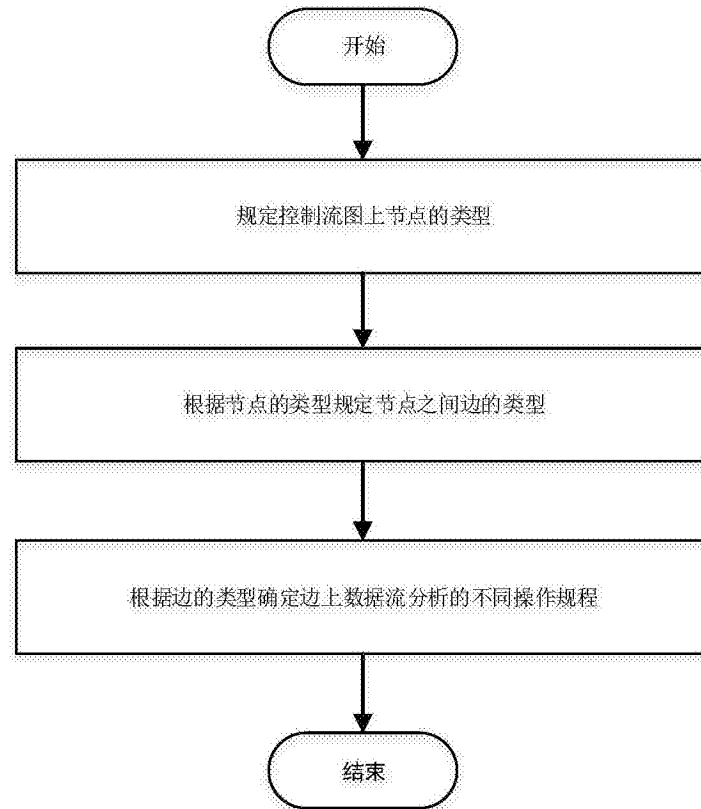 开始
规定控制流图上节点的类型
根据节点的类型规定节点之间边的类型
根据边的类型确定边上数据流分析的不同操作规程
结束